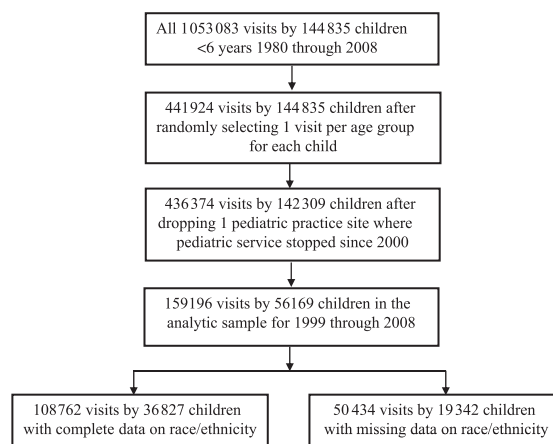 All 1 053 083 visits by 144 835 children
<6 years 1980 through 2008
441 924 visits by 144 835 children after
randomly selecting 1 visit per age group
for each child
436 374 visits by 142 309 children after
dropping 1 pediatric practice site where
pediatric service stopped since 2000
159 196 visits by 56 169 children in the
analytic sample for 1999 through 2008
108 762 visits by 36 827 children
with complete data on race/ethnicity
50 434 visits by 19 342 children
with missing data on race/ethnicity